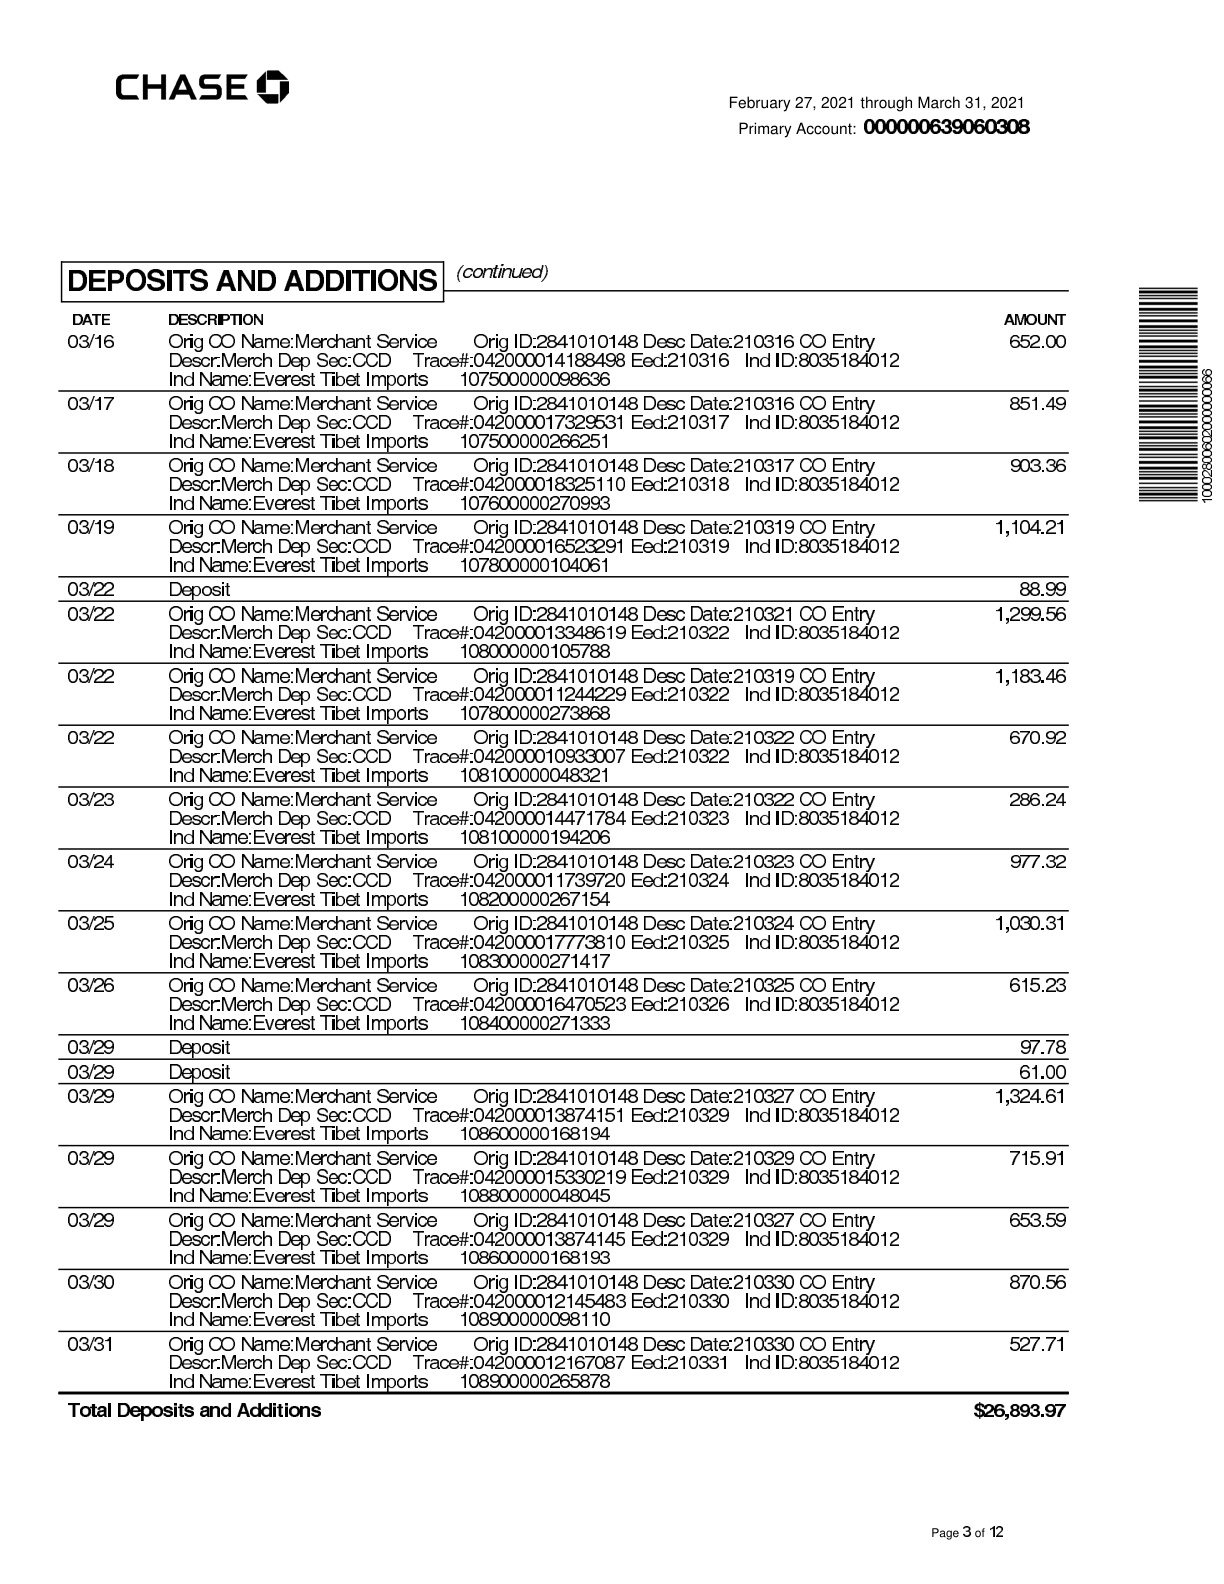 CHASE
February 27, 2021 through March 31, 2021
Primary Account: 000000639060308
DEPOSITS AND ADDITIONS (continued)
DATE DESCRIPTION AMOUNT
03/16 Orig CO Name:Merchant Service Orig ID:2841010148 Desc Date:210316 CO Entry 652.00
Descr:Merch Dep Sec:CCD Trace#:042000014188498 Eed:210316 Ind ID:8035184012
Ind Name:Everest Tibet Imports 107500000098636
03/17 Orig CO Name:Merchant Service Orig ID:2841010148 Desc Date:210316 CO Entry 851.49
Descr:Merch Dep Sec:CCD Trace#:042000017329531 Eed:210317 Ind ID:8035184012
Ind Name:Everest Tibet Imports 107500000266251
03/18 Orig CO Name:Merchant Service Orig ID:2841010148 Desc Date:210317 CO Entry 903.36
Descr:Merch Dep Sec:CCD Trace#:042000018325110 Eed:210318 Ind ID:8035184012
Ind Name:Everest Tibet Imports 107600000270993
03/19 Orig CO Name:Merchant Service Orig ID:2841010148 Desc Date:210319 CO Entry 1,104.21
Descr:Merch Dep Sec:CCD Trace#:042000016523291 Eed:210319 Ind ID:8035184012
Ind Name:Everest Tibet Imports 107800000104061
03/22 Deposit 88.99
03/22 Orig CO Name:Merchant Service Orig ID:2841010148 Desc Date:210321 CO Entry 1,299.56
Descr:Merch Dep Sec:CCD Trace#:042000013348619 Eed:210322 Ind ID:8035184012
Ind Name:Everest Tibet Imports 108000000105788
03/22 Orig CO Name:Merchant Service Orig ID:2841010148 Desc Date:210319 CO Entry 1,183.46
Descr:Merch Dep Sec:CCD Trace#:042000011244229 Eed:210322 Ind ID:8035184012
Ind Name:Everest Tibet Imports 107800000273868
03/22 Orig CO Name:Merchant Service Orig ID:2841010148 Desc Date:210322 CO Entry 670.92
Descr:Merch Dep Sec:CCD Trace#:042000010933007 Eed:210322 Ind ID:8035184012
Ind Name:Everest Tibet Imports 108100000048321
03/23 Orig CO Name:Merchant Service Orig ID:2841010148 Desc Date:210322 CO Entry 286.24
Descr:Merch Dep Sec:CCD Trace#:042000014471784 Eed:210323 Ind ID:8035184012
Ind Name:Everest Tibet Imports 108100000194206
03/24 Orig CO Name:Merchant Service Orig ID:2841010148 Desc Date:210323 CO Entry 977.32
Descr:Merch Dep Sec:CCD Trace#:042000011739720 Eed:210324 Ind ID:8035184012
Ind Name:Everest Tibet Imports 108200000267154
03/25 Orig CO Name:Merchant Service Orig ID:2841010148 Desc Date:210324 CO Entry 1,030.31
Descr:Merch Dep Sec:CCD Trace#:042000017773810 Eed:210325 Ind ID:8035184012
Ind Name:Everest Tibet Imports 108300000271417
03/26 Orig CO Name:Merchant Service Orig ID:2841010148 Desc Date:210325 CO Entry 615.23
Descr:Merch Dep Sec:CCD Trace#:042000016470523 Eed:210326 Ind ID:8035184012
Ind Name:Everest Tibet Imports 108400000271333
03/29 Deposit 97.78
03/29 Deposit 61.00
03/29 Orig CO Name:Merchant Service Orig ID:2841010148 Desc Date:210327 CO Entry 1,324.61
Descr:Merch Dep Sec:CCD Trace#:042000013874151 Eed:210329 Ind ID:8035184012
Ind Name:Everest Tibet Imports 108600000168194
03/29 Orig CO Name:Merchant Service Orig ID:2841010148 Desc Date:210329 CO Entry 715.91
Descr:Merch Dep Sec:CCD Trace#:042000015330219 Eed:210329 Ind ID:8035184012
Ind Name:Everest Tibet Imports 108800000048045
03/29 Orig CO Name:Merchant Service Orig ID:2841010148 Desc Date:210327 CO Entry 653.59
Descr:Merch Dep Sec:CCD Trace#:042000013874145 Eed:210329 Ind ID:8035184012
Ind Name:Everest Tibet Imports 108600000168193
03/30 Orig CO Name:Merchant Service Orig ID:2841010148 Desc Date:210330 CO Entry 870.56
Descr:Merch Dep Sec:CCD Trace#:042000012145483 Eed:210330 Ind ID:8035184012
Ind Name:Everest Tibet Imports 108900000098110
03/31 Orig CO Name:Merchant Service Orig ID:2841010148 Desc Date:210330 CO Entry 527.71
Descr:Merch Dep Sec:CCD Trace#:042000012167087 Eed:210331 Ind ID:8035184012
Ind Name:Everest Tibet Imports 108900000265878
Total Deposits and Additions $26,893.97
Page 3 of 12